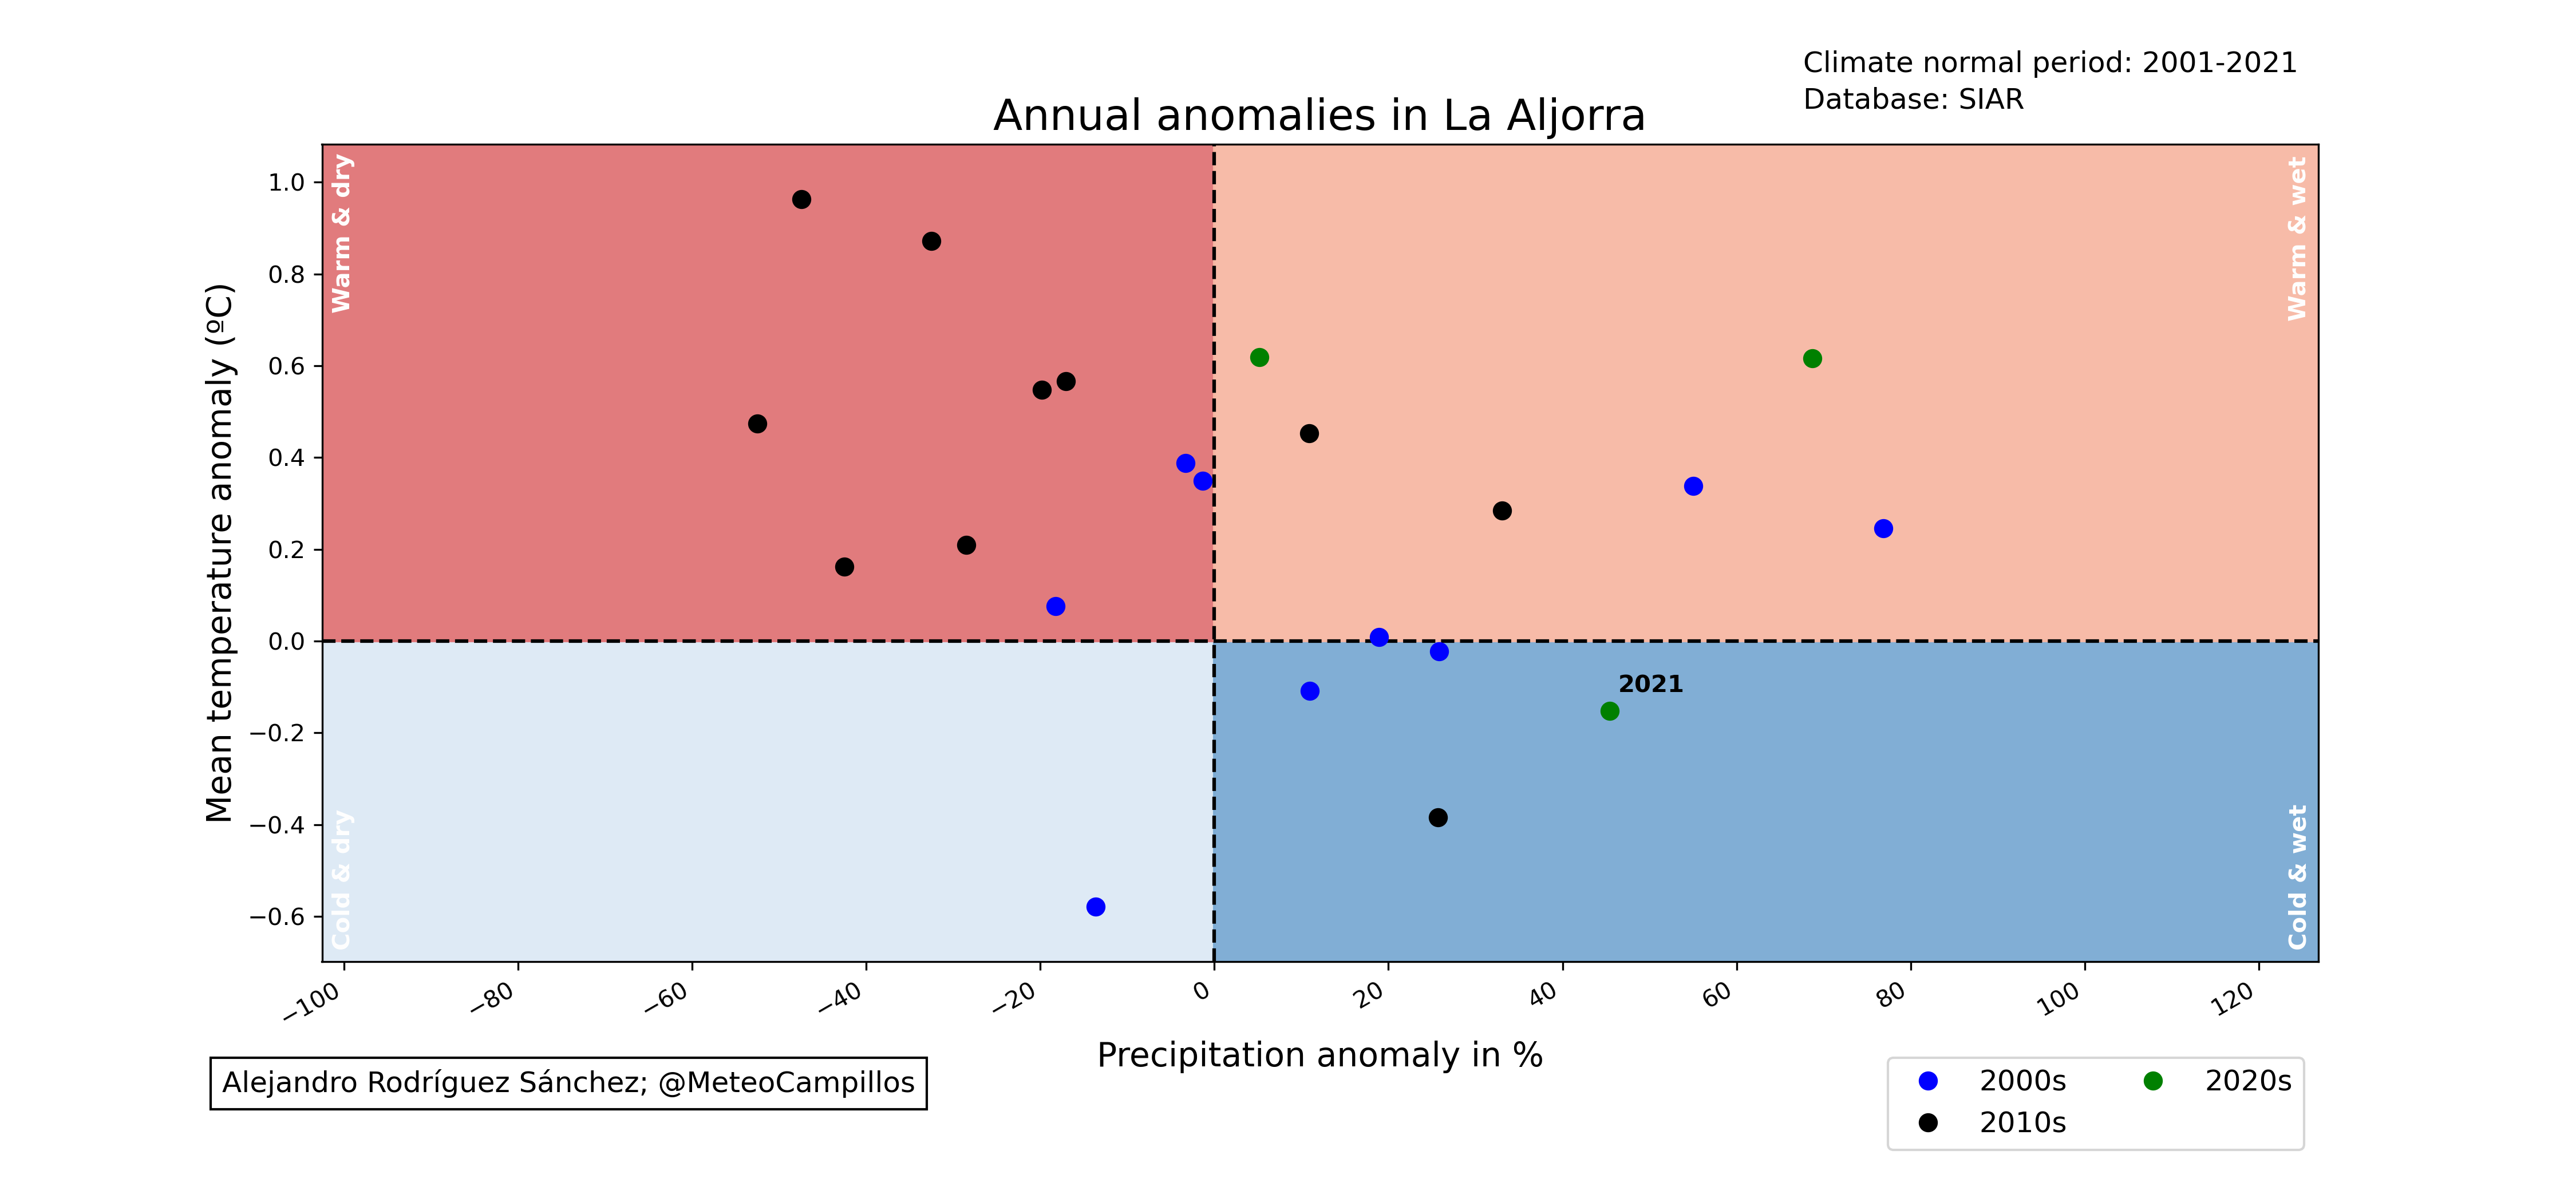 Climate normal period: 2001-2021
Database: SIAR
Annual anomalies in La Aljorra
Warm & dry
Warm & wet
Cold & dry
Cold & wet
Mean temperature anomaly (ºC)
1.0
0.8
0.6
0.4
0.2
0.0
−0.2
−0.4
−0.6
2021
−100
−80
−60
−40
−20
0
20
40
60
80
100
120
Precipitation anomaly in %
Alejandro Rodríguez Sánchez; @MeteoCampillos
2000s
2010s
2020s